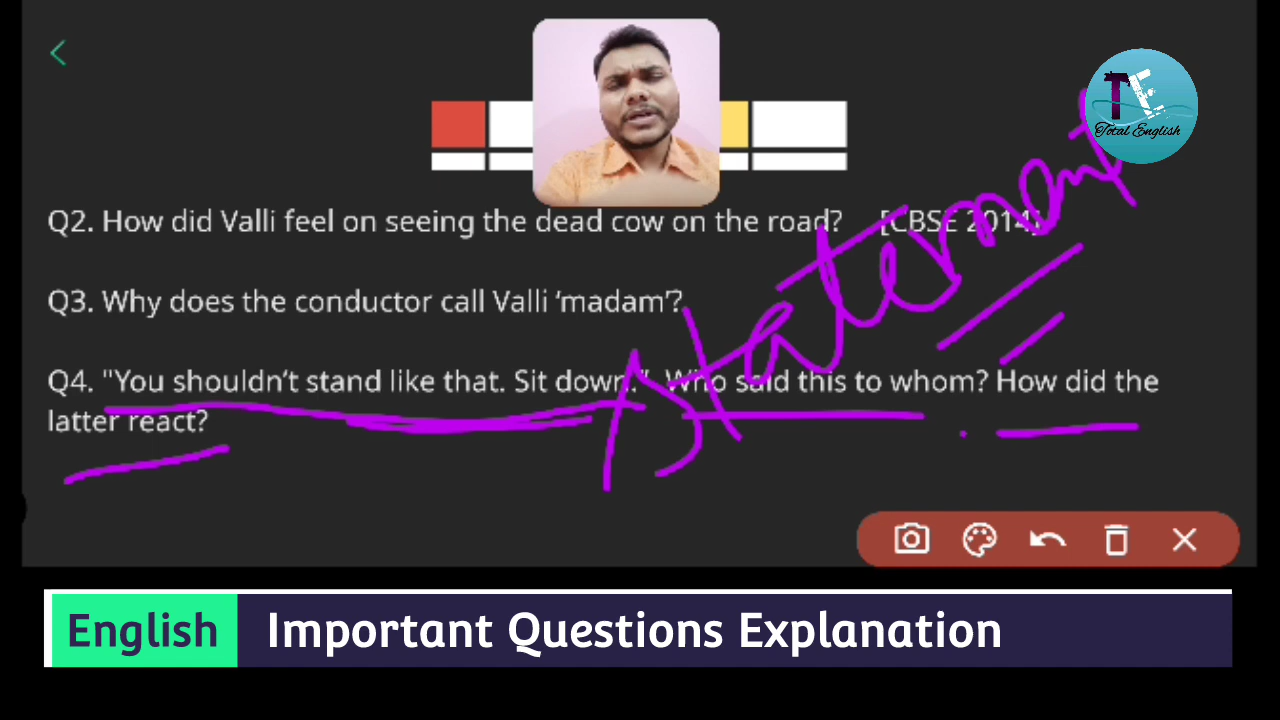 TE
Total English
Q2. How did Valli feel on seeing the dead cow on the road? [CBSE 2014]
Q3. Why does the conductor call Valli ‘madam’?
Q4. "You shouldn’t stand like that. Sit down.” Who said this to whom? How did the
latter react?
Statement
English Important Questions Explanation